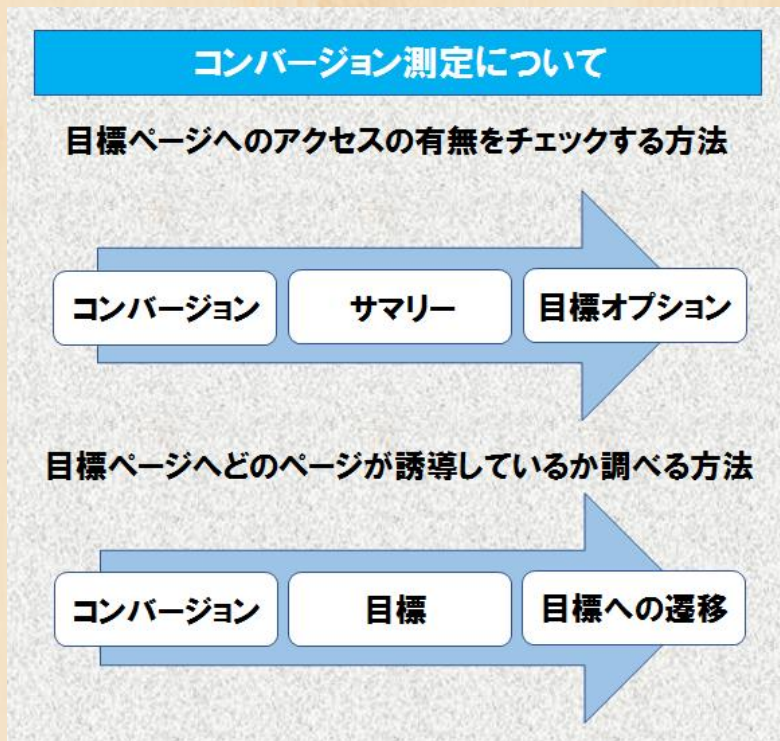 コンバージョン測定について
目標ページへのアクセスの有無をチェックする方法
コンバージョン
サマリー
目標オプション
目標ページへどのページが誘導しているか調べる方法
コンバージョン
目標
目標への遷移